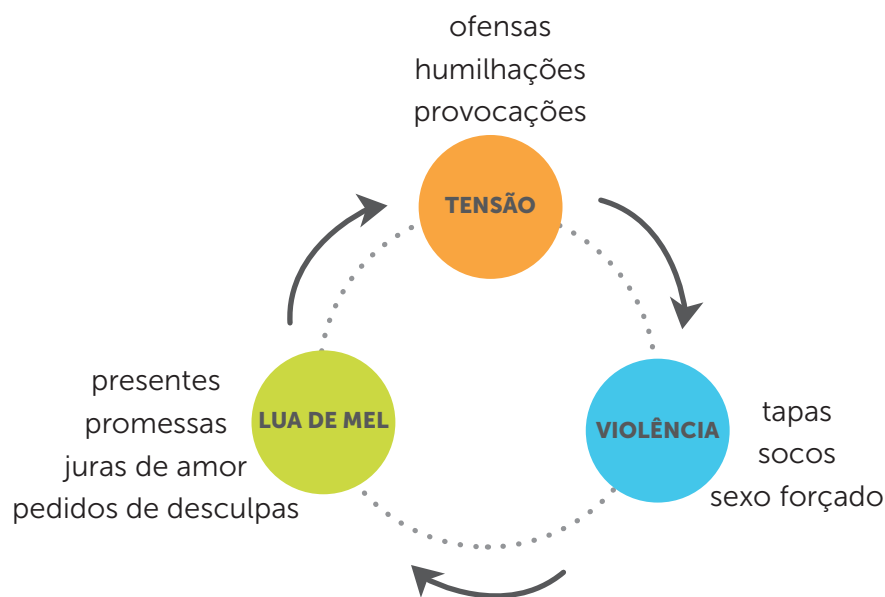 ofensas
humilhações
provocações
TENSÃO
presentes
promessas
juras de amor
pedidos de desculpas
LUA DE MEL
VIOLÊNCIA
tapas
socos
sexo forçado